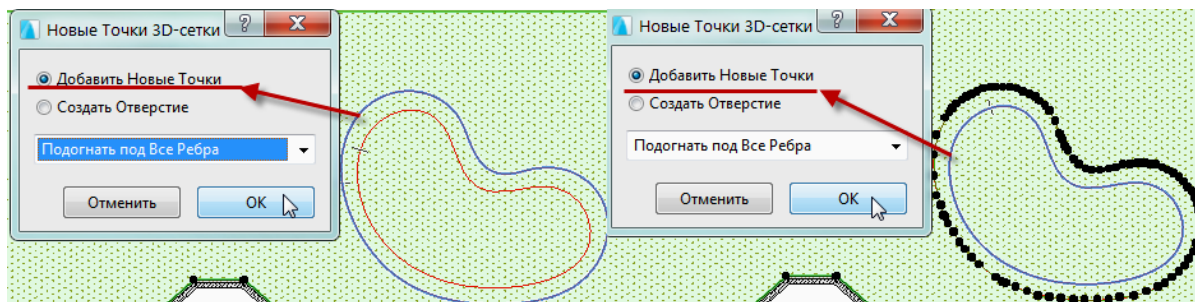 Новые Точки 3D-сетки
Добавить Новые Точки
Создать Отверстие
Подогнать под Все Ребра
Отменить
OK
Новые Точки 3D-сетки
Добавить Новые Точки
Создать Отверстие
Подогнать под Все Ребра
Отменить
OK